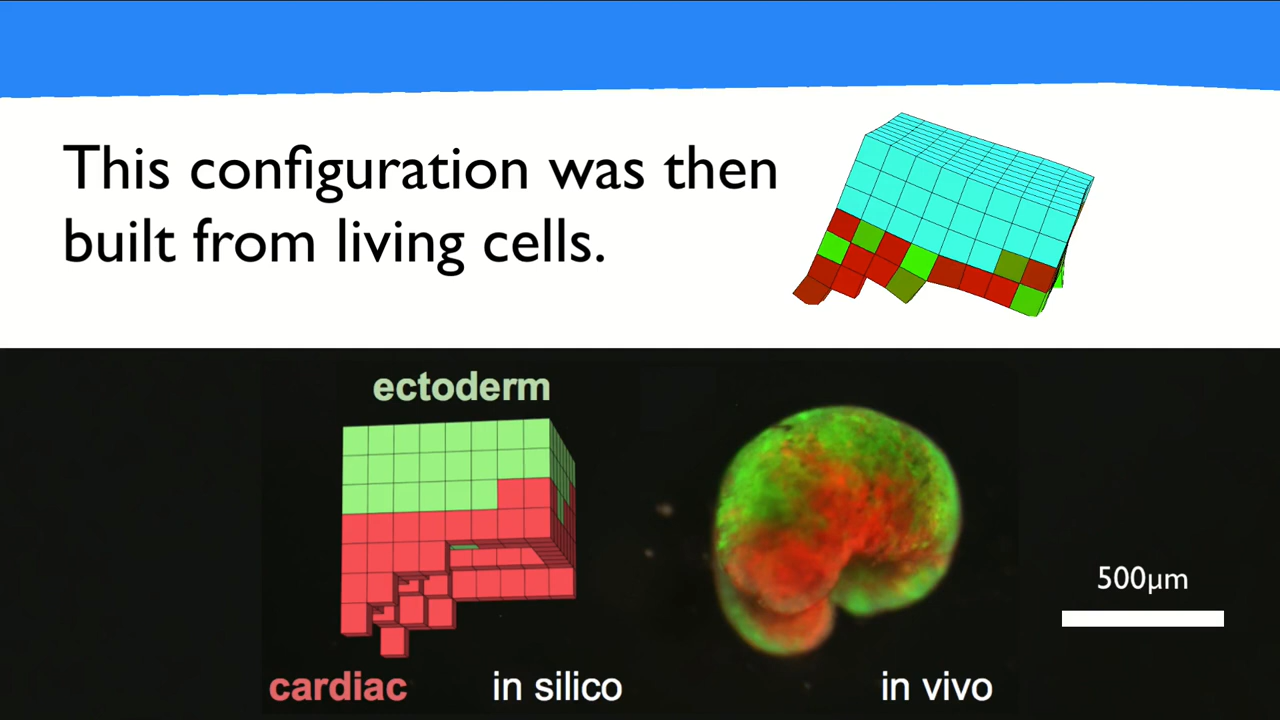 This configuration was then
built from living cells.
ectoderm
500µm
cardiac
in silico
in vivo